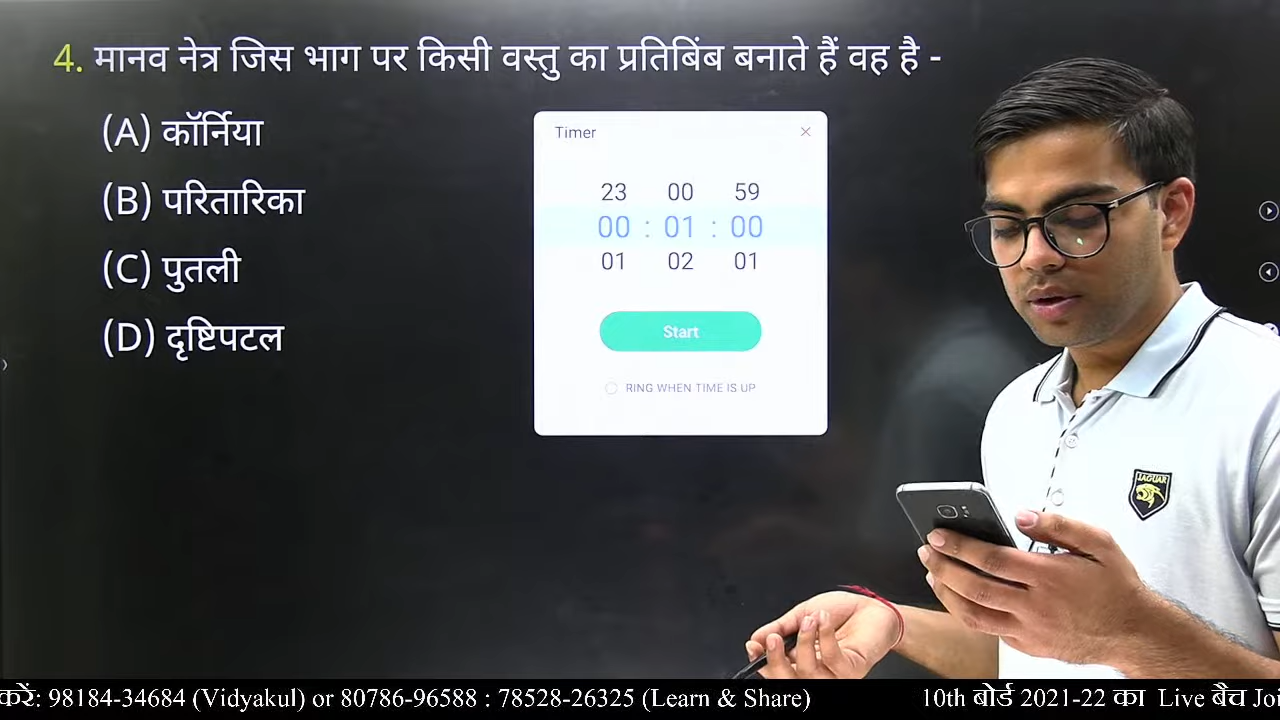 4. मानव नेत्र जिस भाग पर किसी वस्तु का प्रतिबिंब बनाते हैं वह है -
(A) कॉर्निया
(B) परितारिका
(C) पुतली
(D) दृष्टिपटल
Timer
23 00 59
00 : 01 : 00
01 02 01
Start
RING WHEN TIME IS UP
JAGUAR
करें: 98184-34684 (Vidyakul) or 80786-96588 : 78528-26325 (Learn & Share) 10th बोर्ड 2021-22 का Live बैच